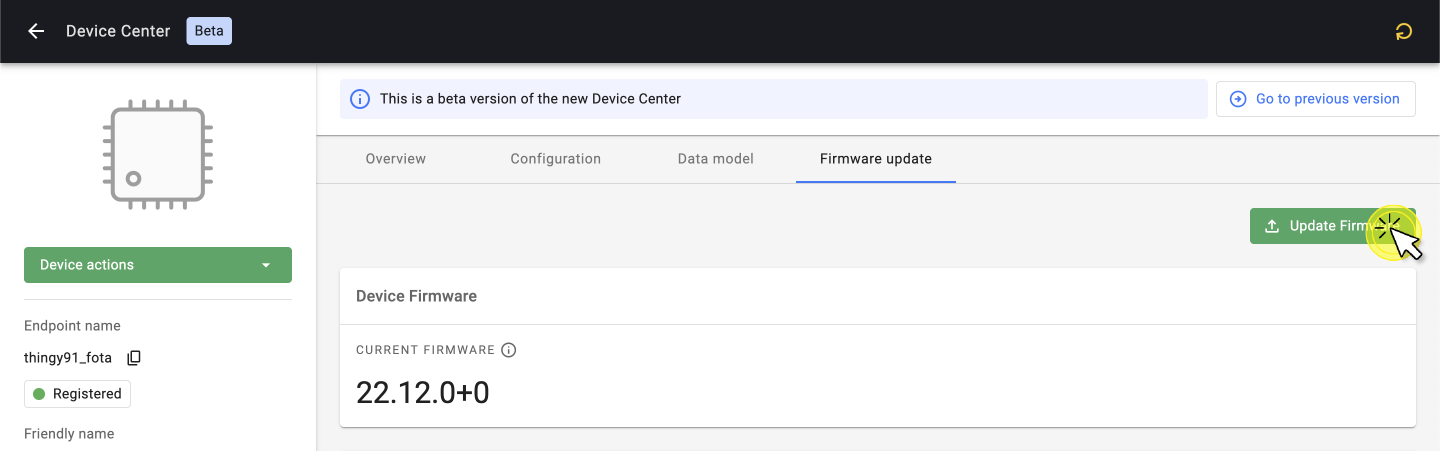 Device Center Beta
This is a beta version of the new Device Center
Go to previous version
Overview Configuration Data model Firmware update
Update Firm
Device actions
Endpoint name
thingy91_fota
Registered
Friendly name
Device Firmware
CURRENT FIRMWARE
22.12.0+0